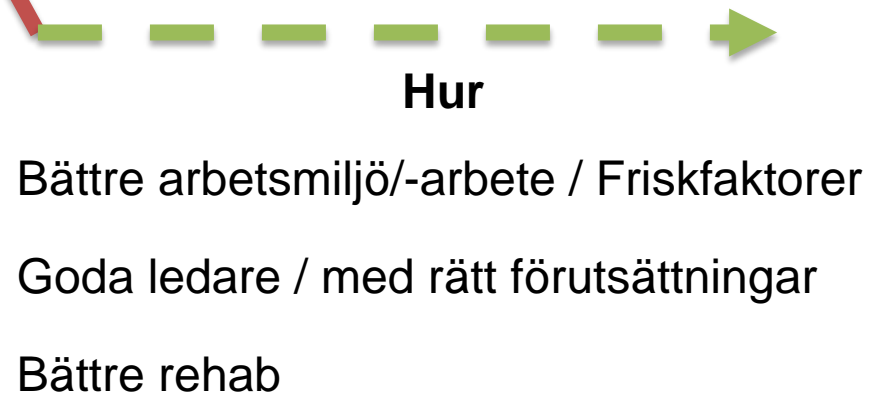 Hur
Bättre arbetsmiljö/-arbete / Friskfaktorer
Goda ledare / med rätt förutsättningar
Bättre rehab